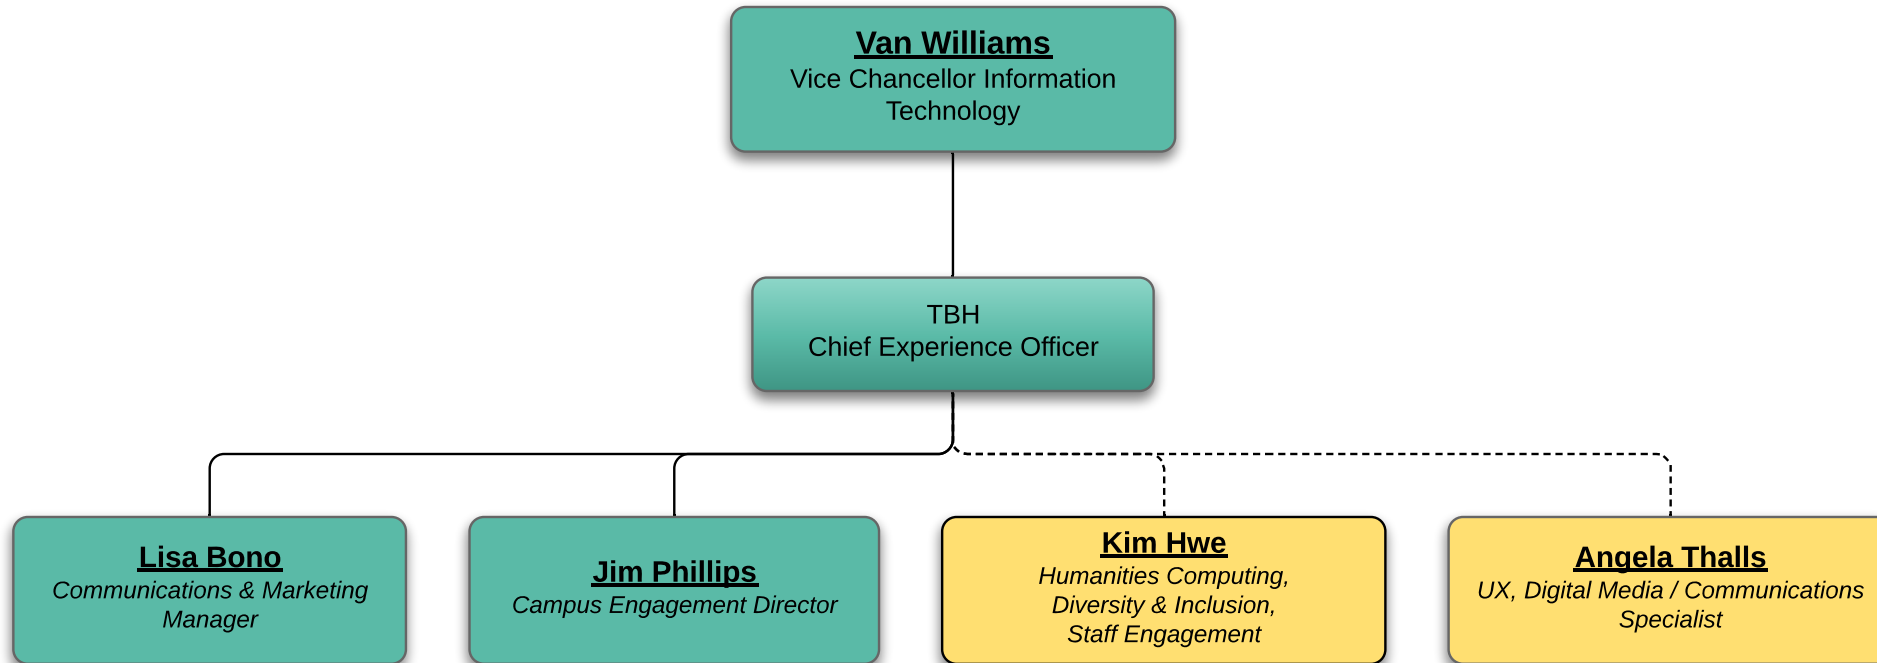 Van Williams
Vice Chancellor Information
Technology
TBH
Chief Experience Officer
Lisa Bono
Communications & Marketing
Manager
Jim Phillips
Campus Engagement Director
Kim Hwe
Humanities Computing,
Diversity & Inclusion,
Staff Engagement
Angela Thalls
UX, Digital Media / Communications
Specialist